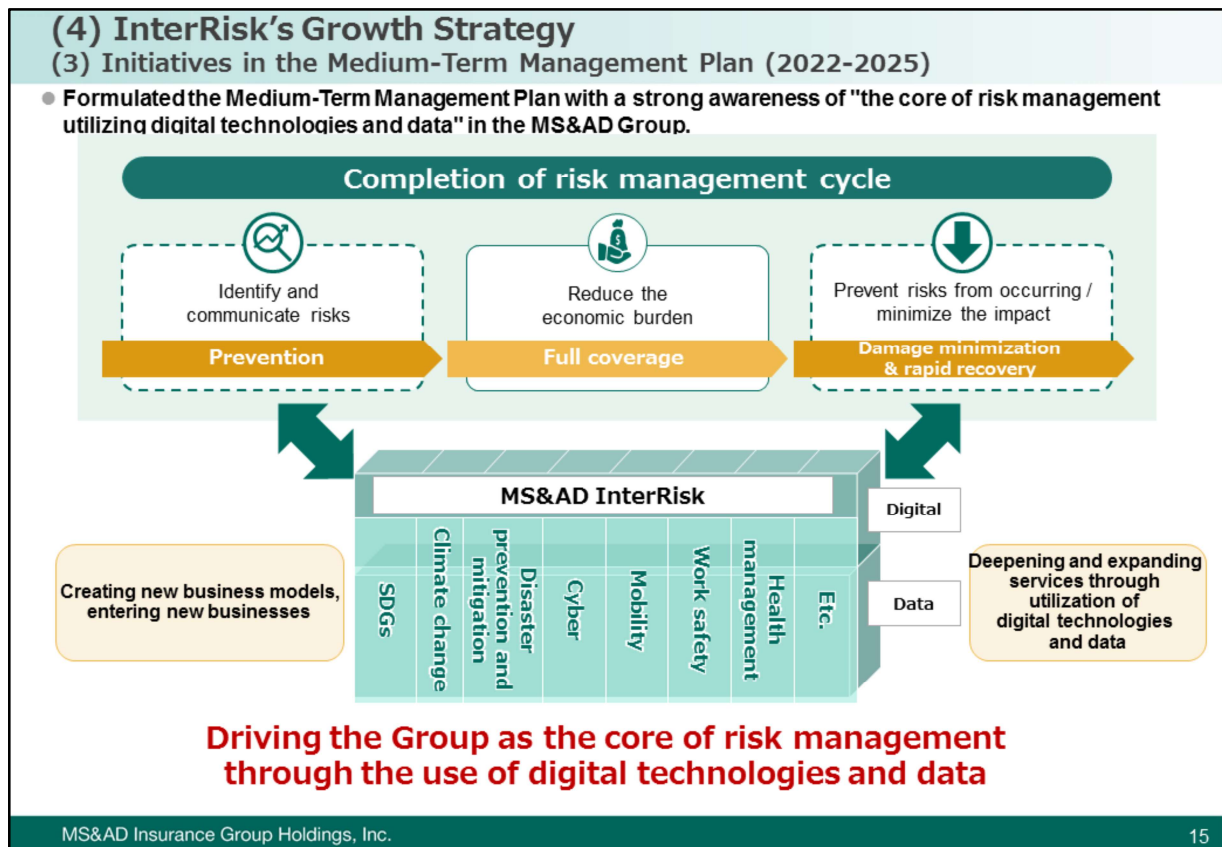 (4) InterRisk's Growth Strategy
(3) Initiatives in the Medium-Term Management Plan (2022-2025)
● Formulated the Medium-Term Management Plan with a strong awareness of "the core of risk management
utilizing digital technologies and data" in the MS&AD Group.
Completion of risk management cycle
Identify and
communicate risks
Prevention
Reduce the
economic burden
Full coverage
Prevent risks from occurring /
minimize the impact
Damage minimization
& rapid recovery
MS&AD InterRisk
Digital
Data
SDGs
Climate change
Disaster
prevention and
mitigation
Cyber
Mobility
Work safety
Health
management
Etc.
Creating new business models,
entering new businesses
Deepening and expanding
services through
utilization of
digital technologies
and data
Driving the Group as the core of risk management
through the use of digital technologies and data
MS&AD Insurance Group Holdings, Inc.
15